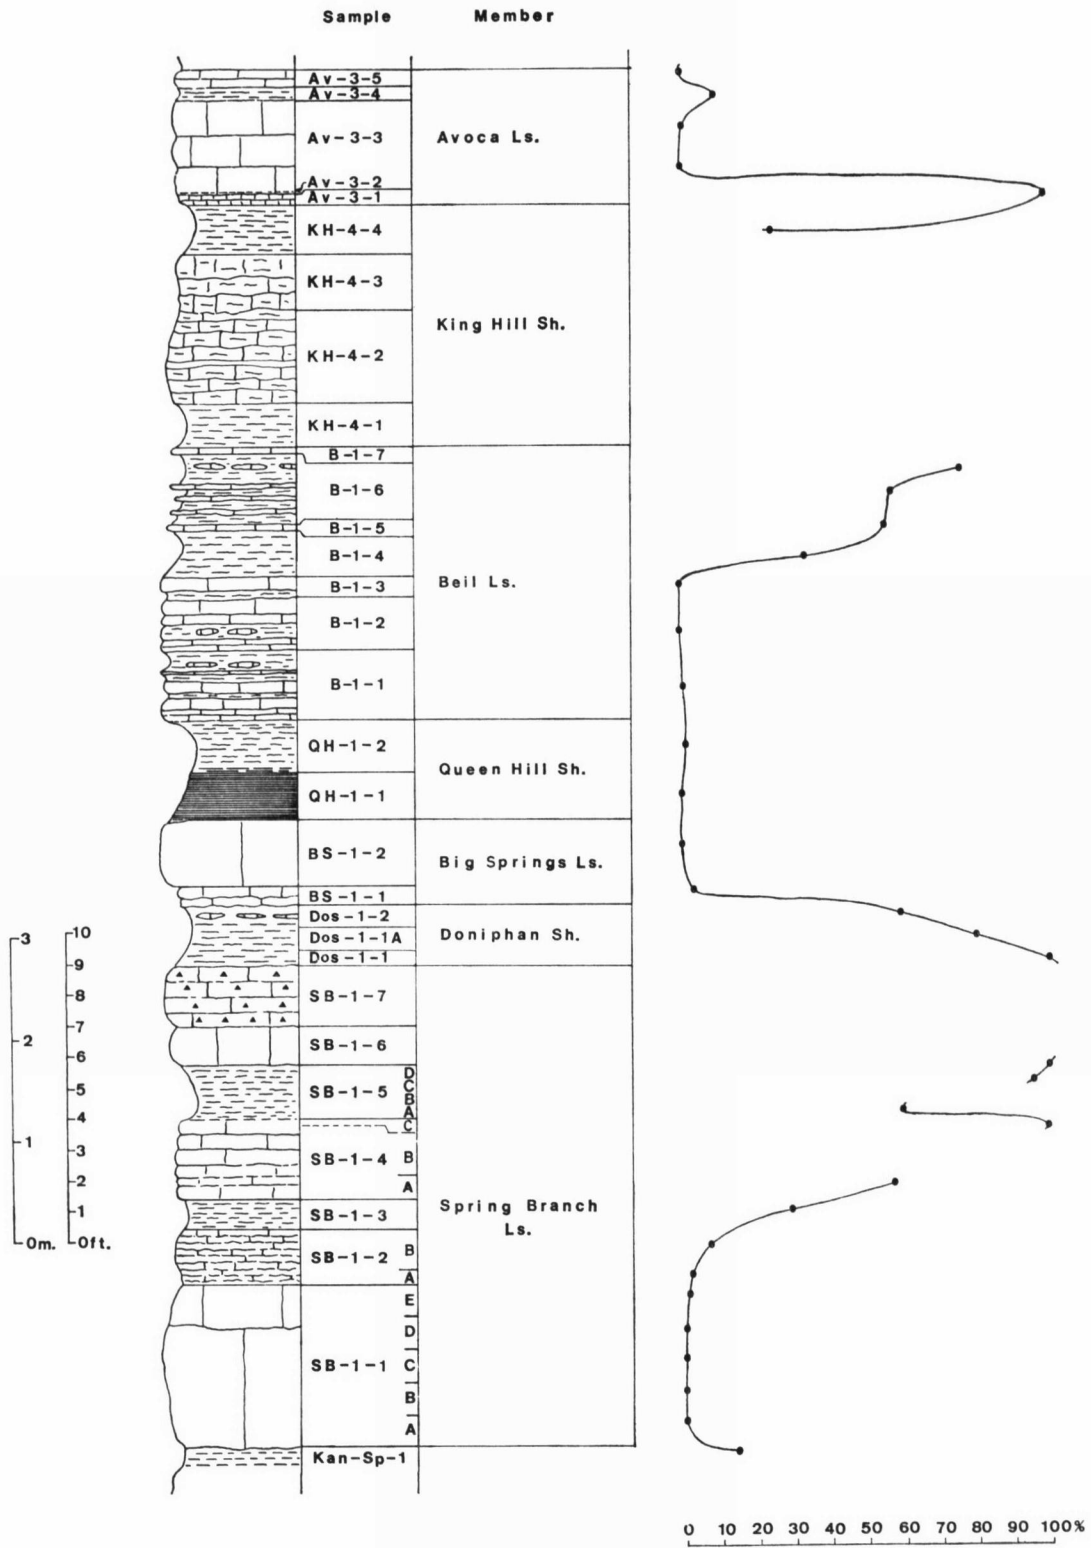 Sample Member
Av-3-5
Av-3-4
Av-3-3 Avoca Ls.
Av-3-2
Av-3-1
KH-4-4
KH-4-3
King Hill Sh.
KH-4-2
KH-4-1
B-1-7
B-1-6
B-1-5
B-1-4
B-1-3 Beil Ls.
B-1-2
B-1-1
QH-1-2
Queen Hill Sh.
QH-1-1
BS-1-2 Big Springs Ls.
BS-1-1
Dos-1-2
3 10 Dos-1-1A Doniphan Sh.
9 Dos-1-1
8 SB-1-7
7
2 6 SB-1-6
D
5 SB-1-5 C
B
4 A
C
1 3 SB-1-4 B
2 A
1 SB-1-3 Spring Branch
Ls.
0m. 0ft. SB-1-2 B
A
E
D
SB-1-1 C
B
A
Kan-Sp-1
0 10 20 30 40 50 60 70 80 90 100%